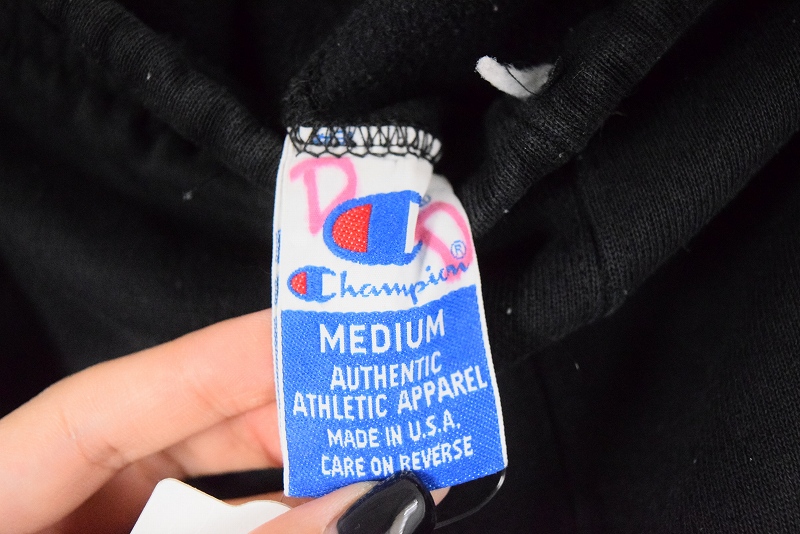 Champion®
MEDIUM
AUTHENTIC
ATHLETIC APPAREL
MADE IN U.S.A.
CARE ON REVERSE